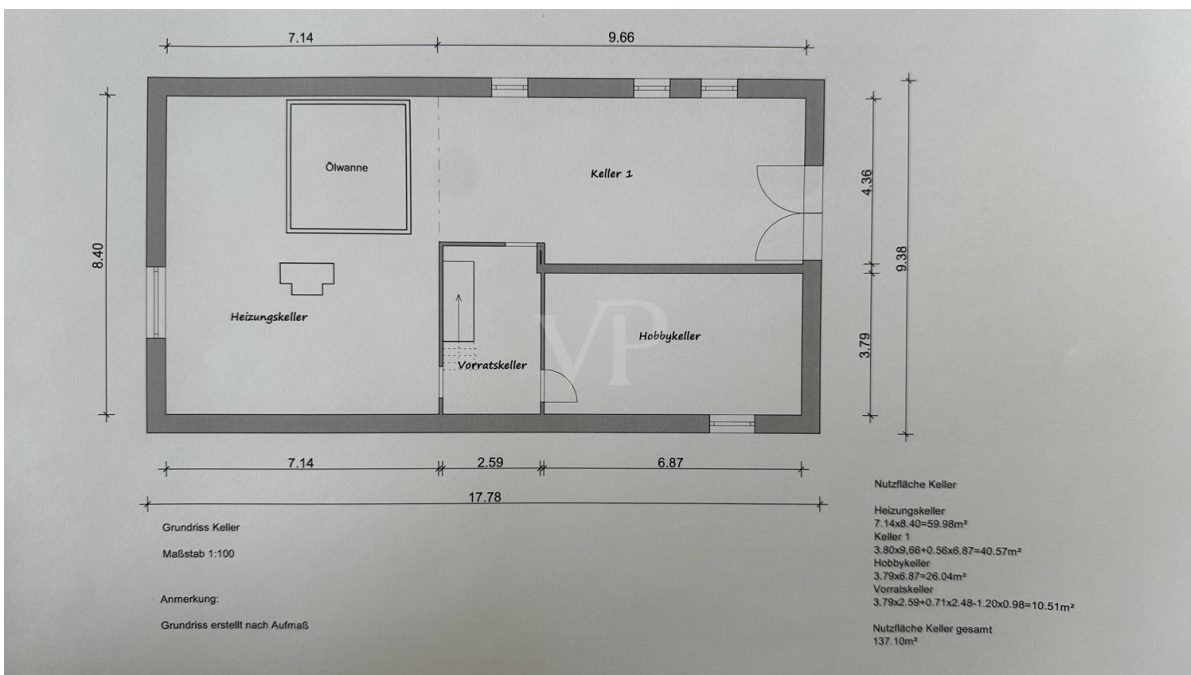 7.14
9.66
Ölwanne
Keller 1
4.36
8.40
9.38
Heizungskeller
Hobbykeller
3.79
Vorratskeller
VP
7.14
2.59
6.87
17.78
Grundriss Keller
Maßstab 1:100
Anmerkung:
Grundriss erstellt nach Aufmaß
Nutzfläche Keller
Heizungskeller
7.14x8.40=59.98m²
Keller 1
3.80x9,66+0.56x6.87=40.57m²
Hobbykeller
3.79x6.87=26.04m²
Vorratskeller
3.79x2.59+0.71x2.48-1.20x0.98=10.51m²
Nutzfläche Keller gesamt
137.10m²